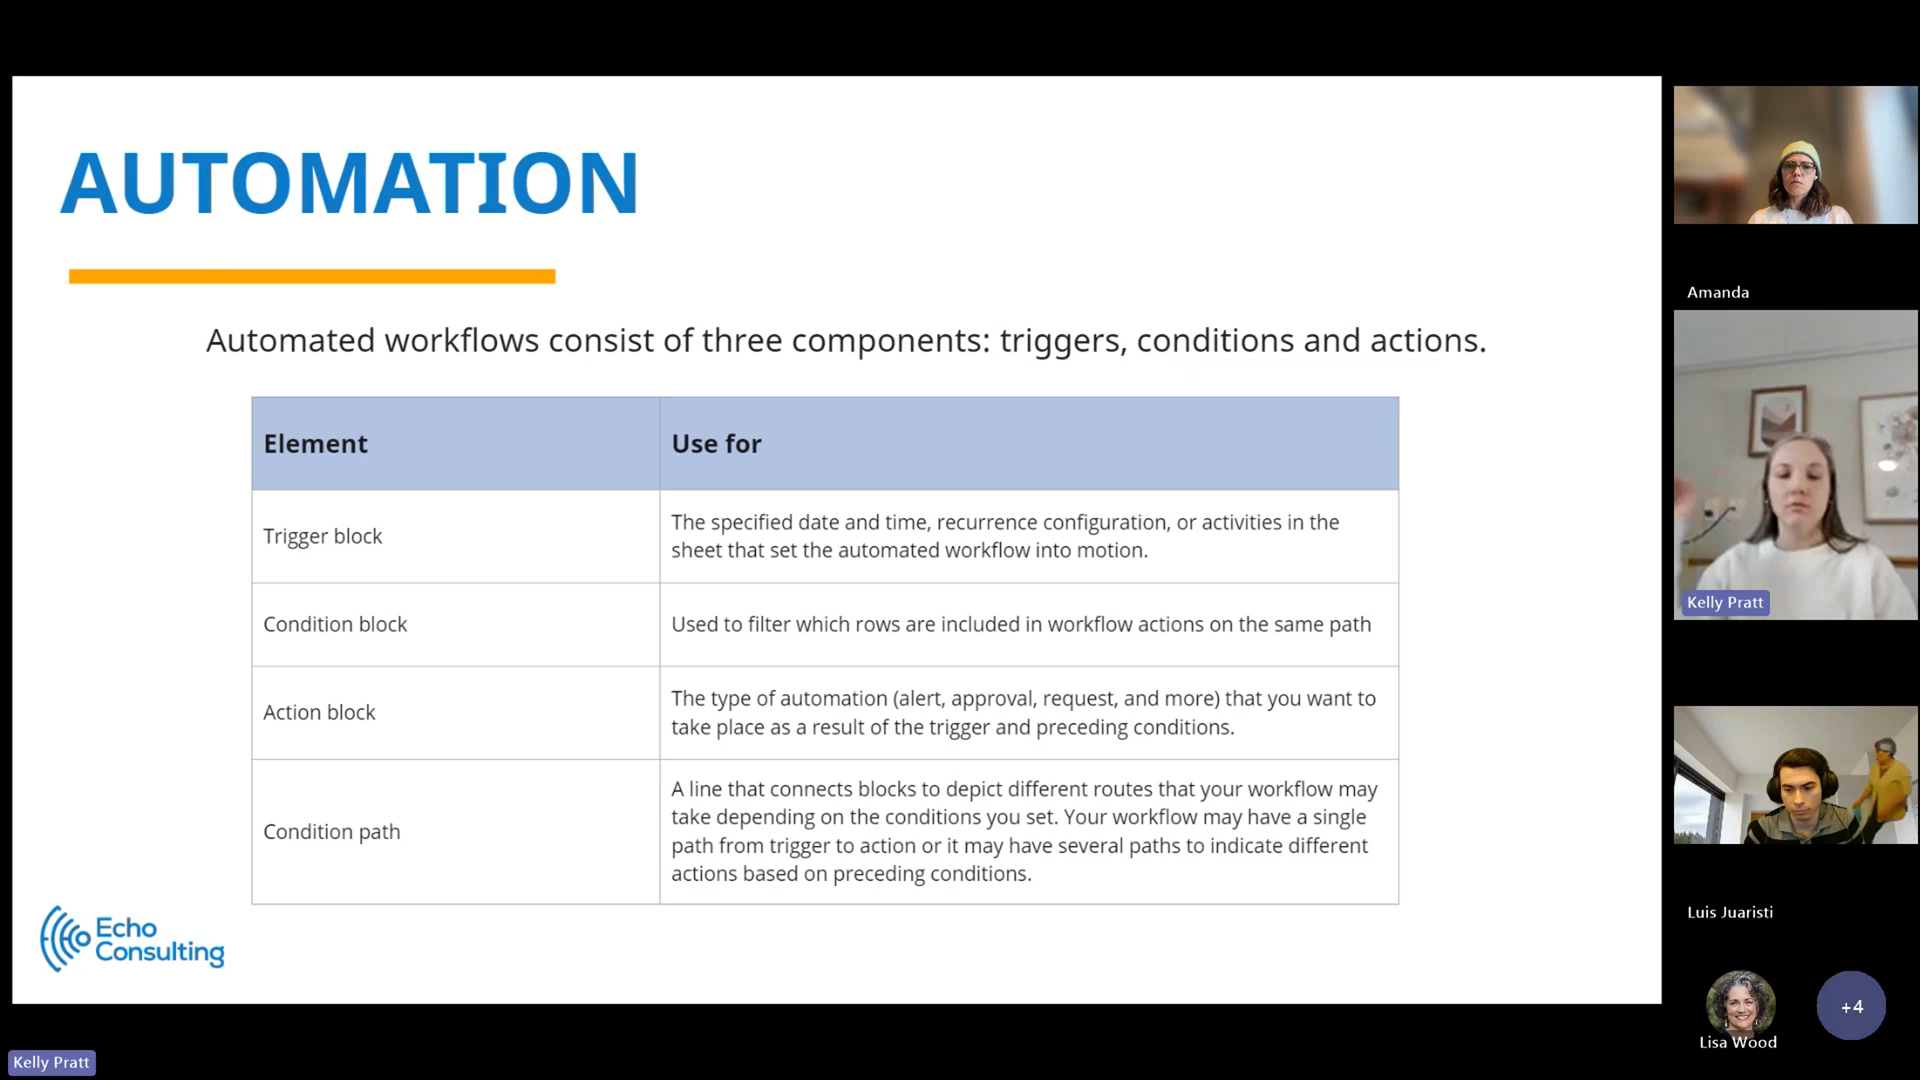 AUTOMATION
Automated workflows consist of three components: triggers, conditions and actions.
Element
Use for
Trigger block
The specified date and time, recurrence configuration, or activities in the
sheet that set the automated workflow into motion.
Condition block
Used to filter which rows are included in workflow actions on the same path
Action block
The type of automation (alert, approval, request, and more) that you want to
take place as a result of the trigger and preceding conditions.
Condition path
A line that connects blocks to depict different routes that your workflow may
take depending on the conditions you set. Your workflow may have a single
path from trigger to action or it may have several paths to indicate different
actions based on preceding conditions.
Echo
Consulting
Amanda
Kelly Pratt
Luis Juaristi
Lisa Wood
+4
Kelly Pratt